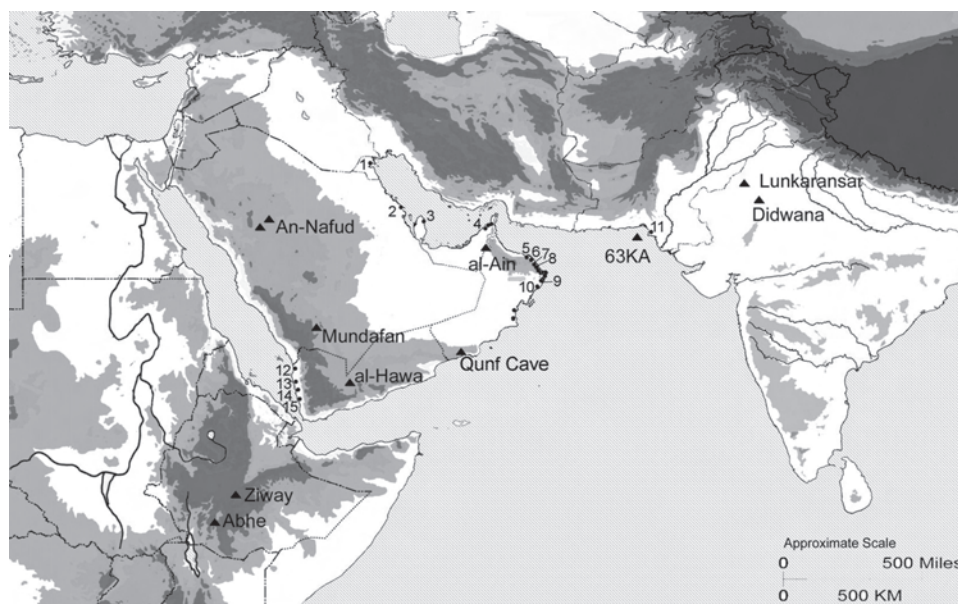 1
2
3
4
5
6
7
8
9
10
11
Lunkaransar
Didwana
An-Nafud
al-Ain
63KA
Mundafan
Qunf Cave
al-Hawa
12
13
14
15
Ziway
Abhe
Approximate Scale
0 500 Miles
0 500 KM